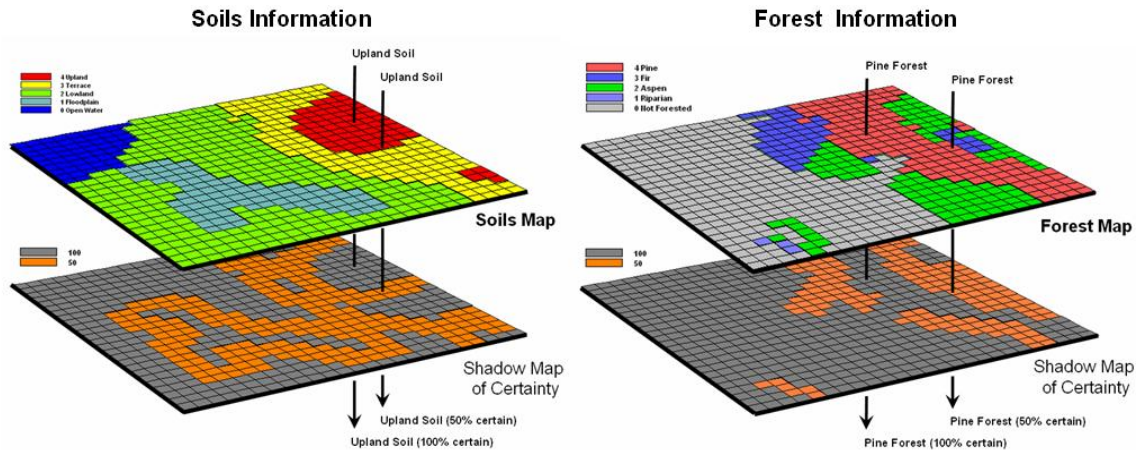 Soils Information
Upland Soil
Upland Soil
4 Upland
3 Terrace
2 Lowland
1 Floodplain
0 Open Water
Soils Map
100
50
Shadow Map
of Certainty
Upland Soil (50% certain)
Upland Soil (100% certain)
Forest Information
Pine Forest
Pine Forest
4 Pine
3 Fir
2 Aspen
1 Riparian
0 Not Forested
Forest Map
100
50
Shadow Map
of Certainty
Pine Forest (50% certain)
Pine Forest (100% certain)